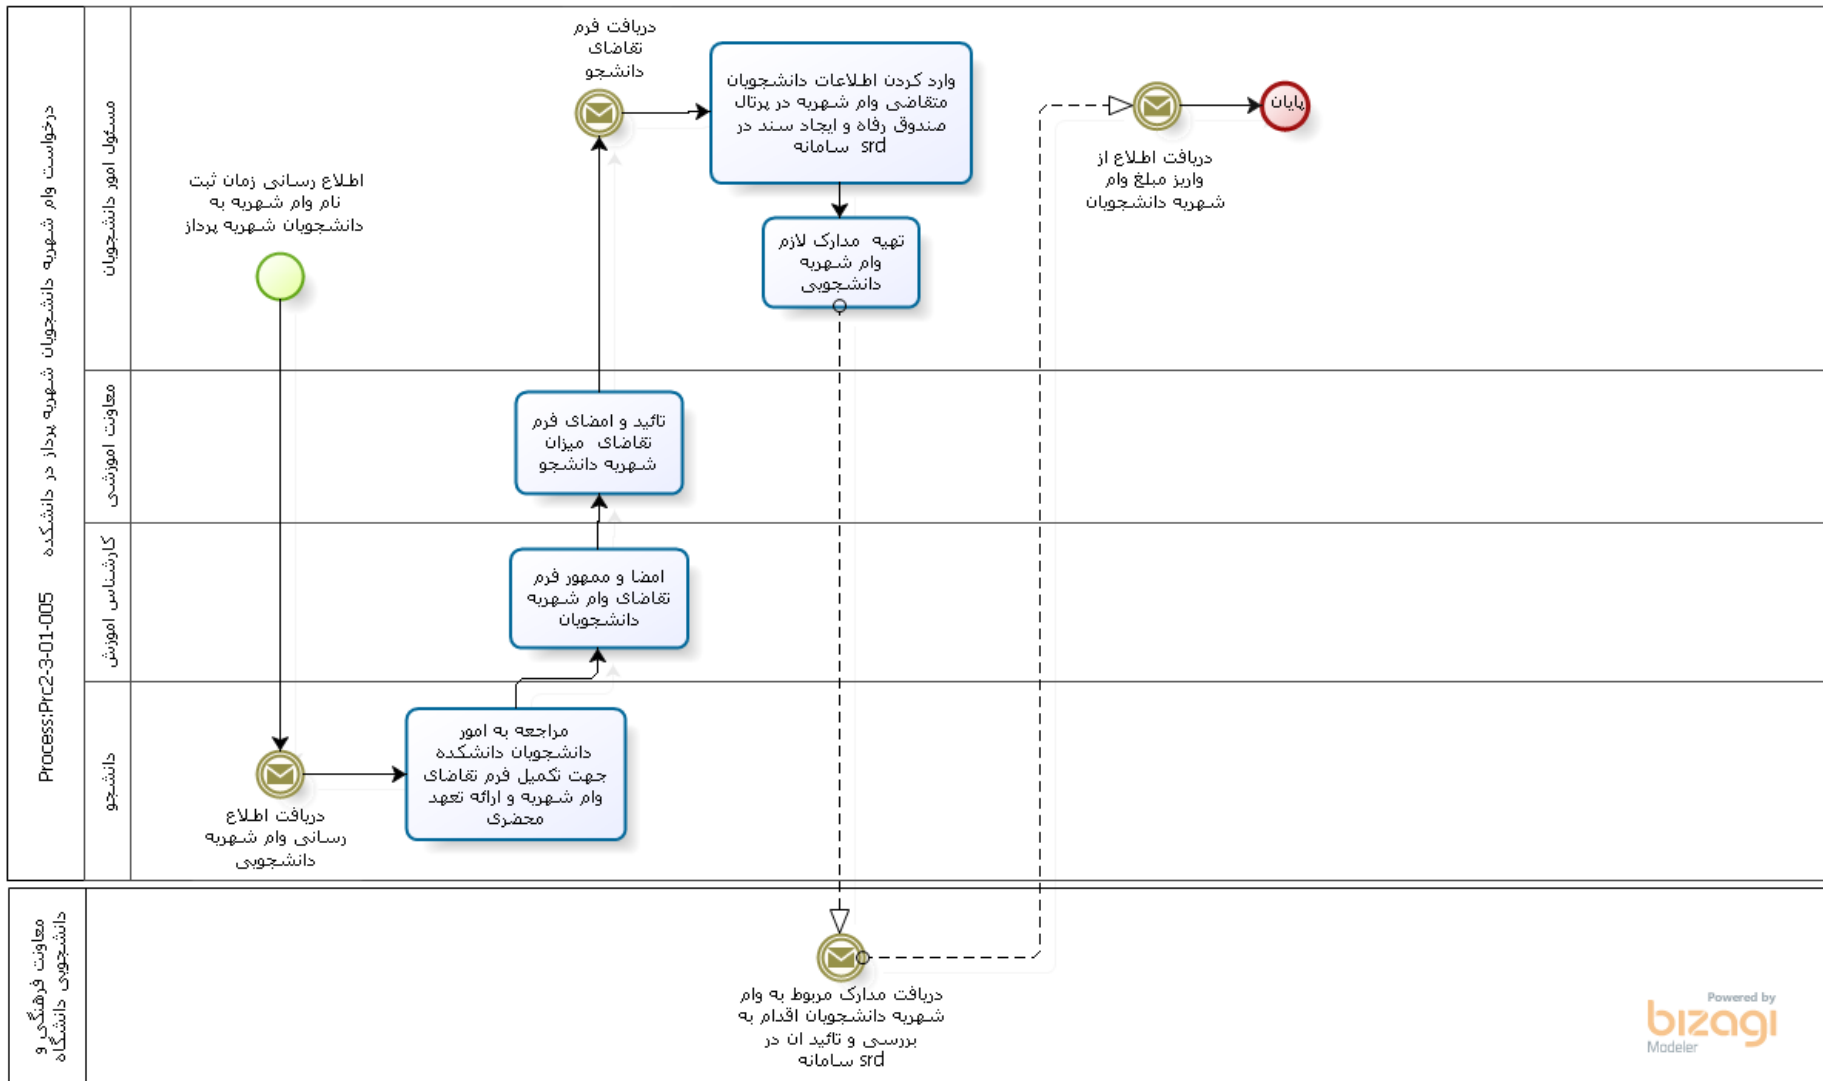 درخواست وام شهریه دانشجویان شهریه پرداز در دانشکده
Process:Prc2-3-01-005
مسئول امور دانشجویان
اطلاع رسانی زمان ثبت
نام وام شهریه به
دانشجویان شهریه پرداز
دریافت فرم
تقاضای
دانشجو
وارد کردن اطلاعات دانشجویان
متقاضی وام شهریه در پرتال
صندوق رفاه و ایجاد سند در
سامانه srd
تهیه مدارک لازم
وام شهریه
دانشجویی
دریافت اطلاع از
واریز مبلغ وام
شهریه دانشجویان
پایان
معاونت اموزشی
تائید و امضای فرم
تقاضای میزان
شهریه دانشجو
کارشناس اموزش
امضا و ممهور فرم
تقاضای وام شهریه
دانشجویان
دانشجو
دریافت اطلاع
رسانی وام شهریه
دانشجویی
مراجعه به امور
دانشجویان دانشکده
جهت تکمیل فرم تقاضای
وام شهریه و ارائه تعهد
محضری
معاونت فرهنگی و
دانشجویی دانشگاه
دریافت مدارک مربوط به وام
شهریه دانشجویان اقدام به
بررسی و تائید ان در
سامانه srd
Powered by
bizagi
Modeler